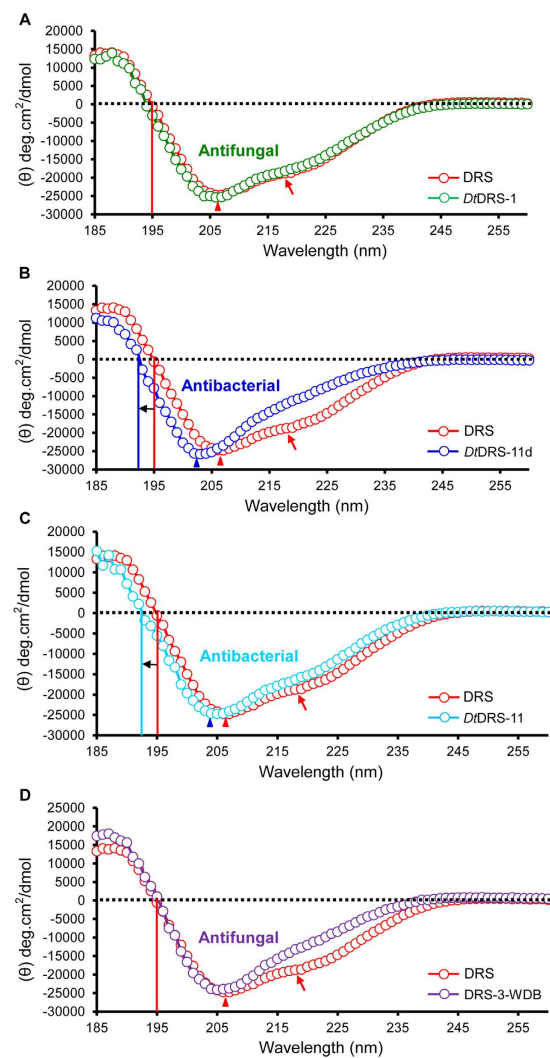 A
20000
15000
10000
5000
0
-5000
-10000
-15000
-20000
-25000
-30000
(θ) deg.cm²/dmol
Antifungal
DRS
DtDRS-1
185 195 205 215 225 235 245 255
Wavelength (nm)
B
20000
15000
10000
5000
0
-5000
-10000
-15000
-20000
-25000
-30000
(θ) deg.cm²/dmol
Antibacterial
DRS
DtDRS-11d
185 195 205 215 225 235 245 255
Wavelength (nm)
C
20000
15000
10000
5000
0
-5000
-10000
-15000
-20000
-25000
-30000
(θ) deg.cm²/dmol
Antibacterial
DRS
DtDRS-11
185 195 205 215 225 235 245 255
Wavelength (nm)
D
25000
20000
15000
10000
5000
0
-5000
-10000
-15000
-20000
-25000
-30000
(θ) deg.cm²/dmol
Antifungal
DRS
DRS-3-WDB
185 195 205 215 225 235 245 255
Wavelength (nm)